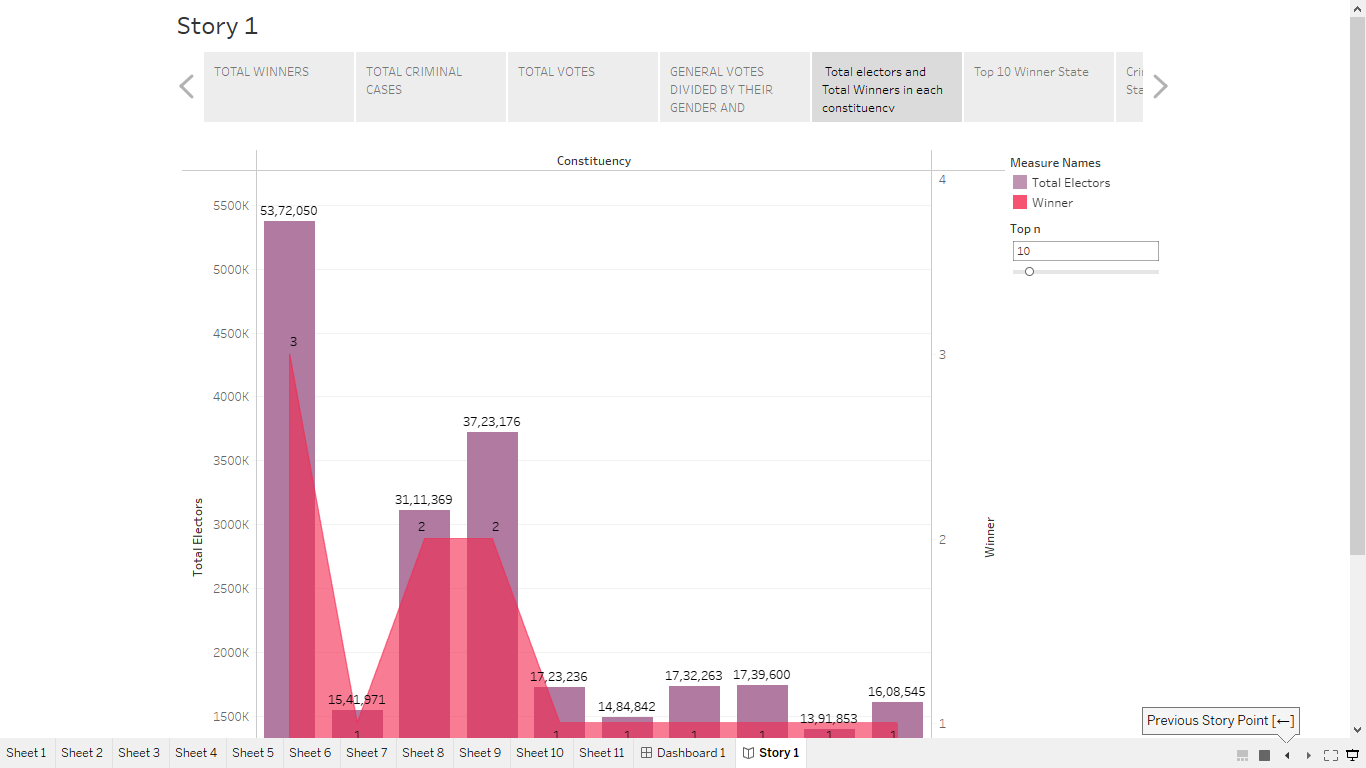 Story 1
TOTAL WINNERS
TOTAL CRIMINAL
CASES
TOTAL VOTES
GENERAL VOTES
DIVIDED BY THEIR
GENDER AND
Total electors and
Total Winners in each
constituency
Top 10 Winner State
Constituency
Total Electors
5500K
5000K
4500K
4000K
3500K
3000K
2500K
2000K
1500K
53,72,050
15,41,971
31,11,369
37,23,176
17,23,236
14,84,842
17,32,263
17,39,600
13,91,853
16,08,545
3
1
2
2
1
1
1
1
1
1
4
3
2
1
Winner
Measure Names
Total Electors
Winner
Top n
10
Previous Story Point [←]
Sheet 1 Sheet 2 Sheet 3 Sheet 4 Sheet 5 Sheet 6 Sheet 7 Sheet 8 Sheet 9 Sheet 10 Sheet 11 Dashboard 1 Story 1